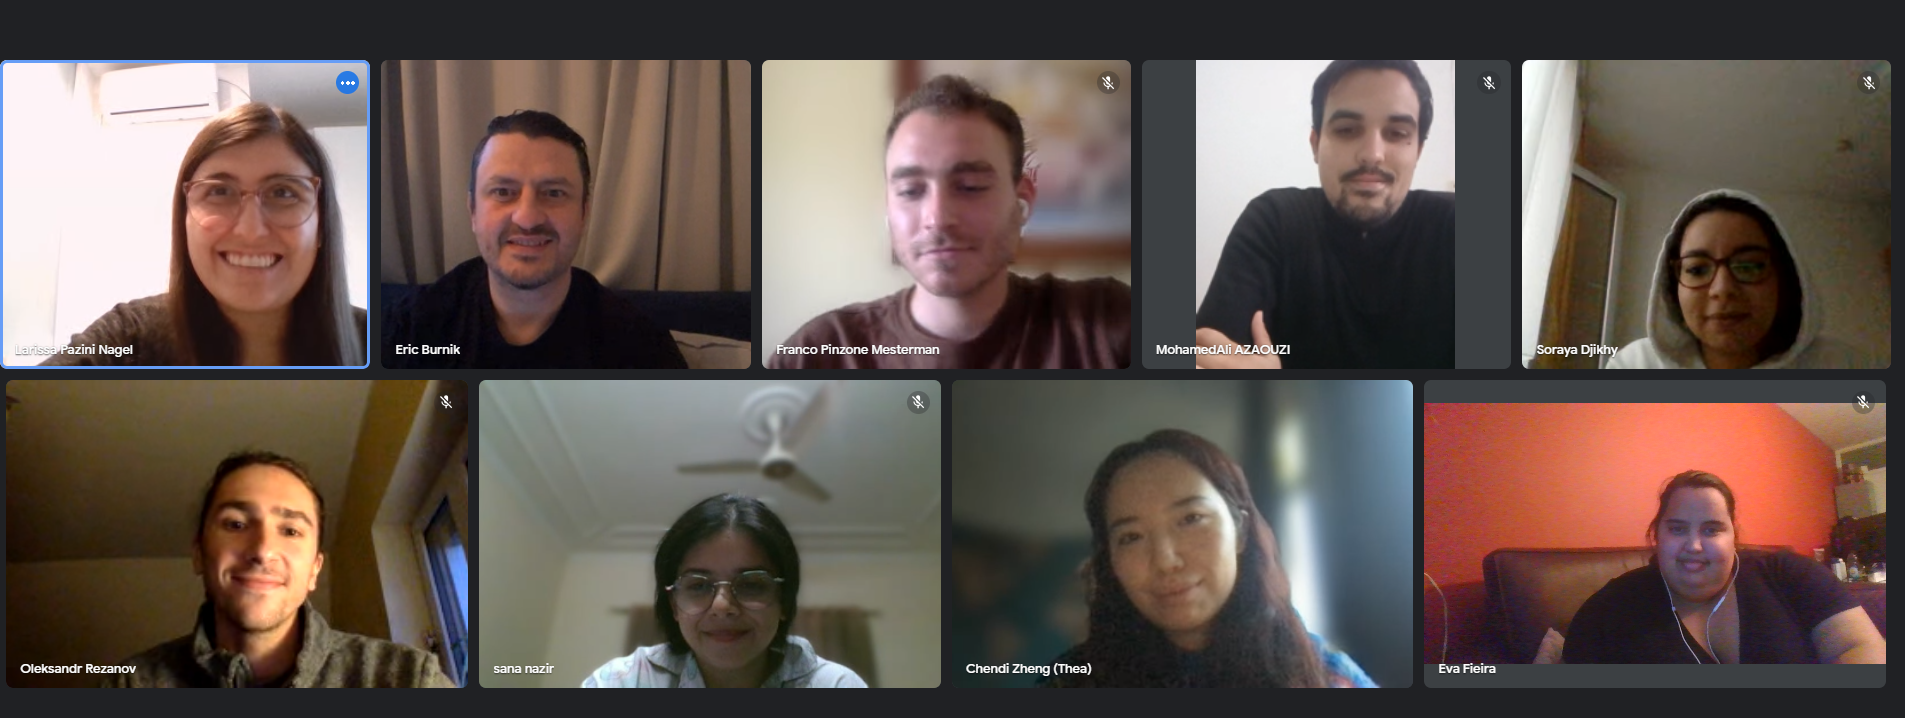 Larissa Pazini Nagel
Eric Burnik
Franco Pinzone Mesterman
MohamedAli AZAOUZI
Soraya Djikhy
Oleksandr Rezanov
sana nazir
Chendi Zheng (Thea)
Eva Fieira